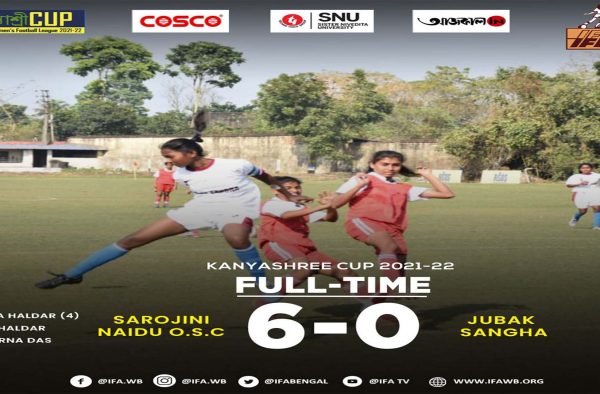 শ্রীCUP
men's Football League 2021-22
COSCO
SNU
SISTER NIVEDITA
UNIVERSITY
আজকাল IN
IFA
KANYASHREE CUP 2021-22
FULL-TIME
A HALDAR (4)
HALDAR
RNA DAS
SAROJINI
NAIDU O.S.C
6-0
JUBAK
SANGHA
@IFA.WB
@IFA.WB
@IFABENGAL
@IFA TV
WWW.IFAWB.ORG